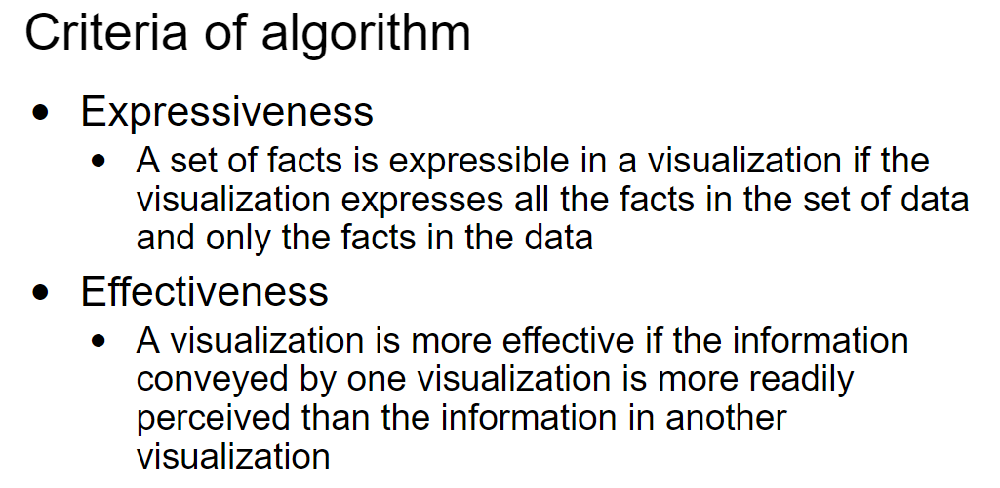 Criteria of algorithm
• Expressiveness
• A set of facts is expressible in a visualization if the
visualization expresses all the facts in the set of data
and only the facts in the data
• Effectiveness
• A visualization is more effective if the information
conveyed by one visualization is more readily
perceived than the information in another
visualization